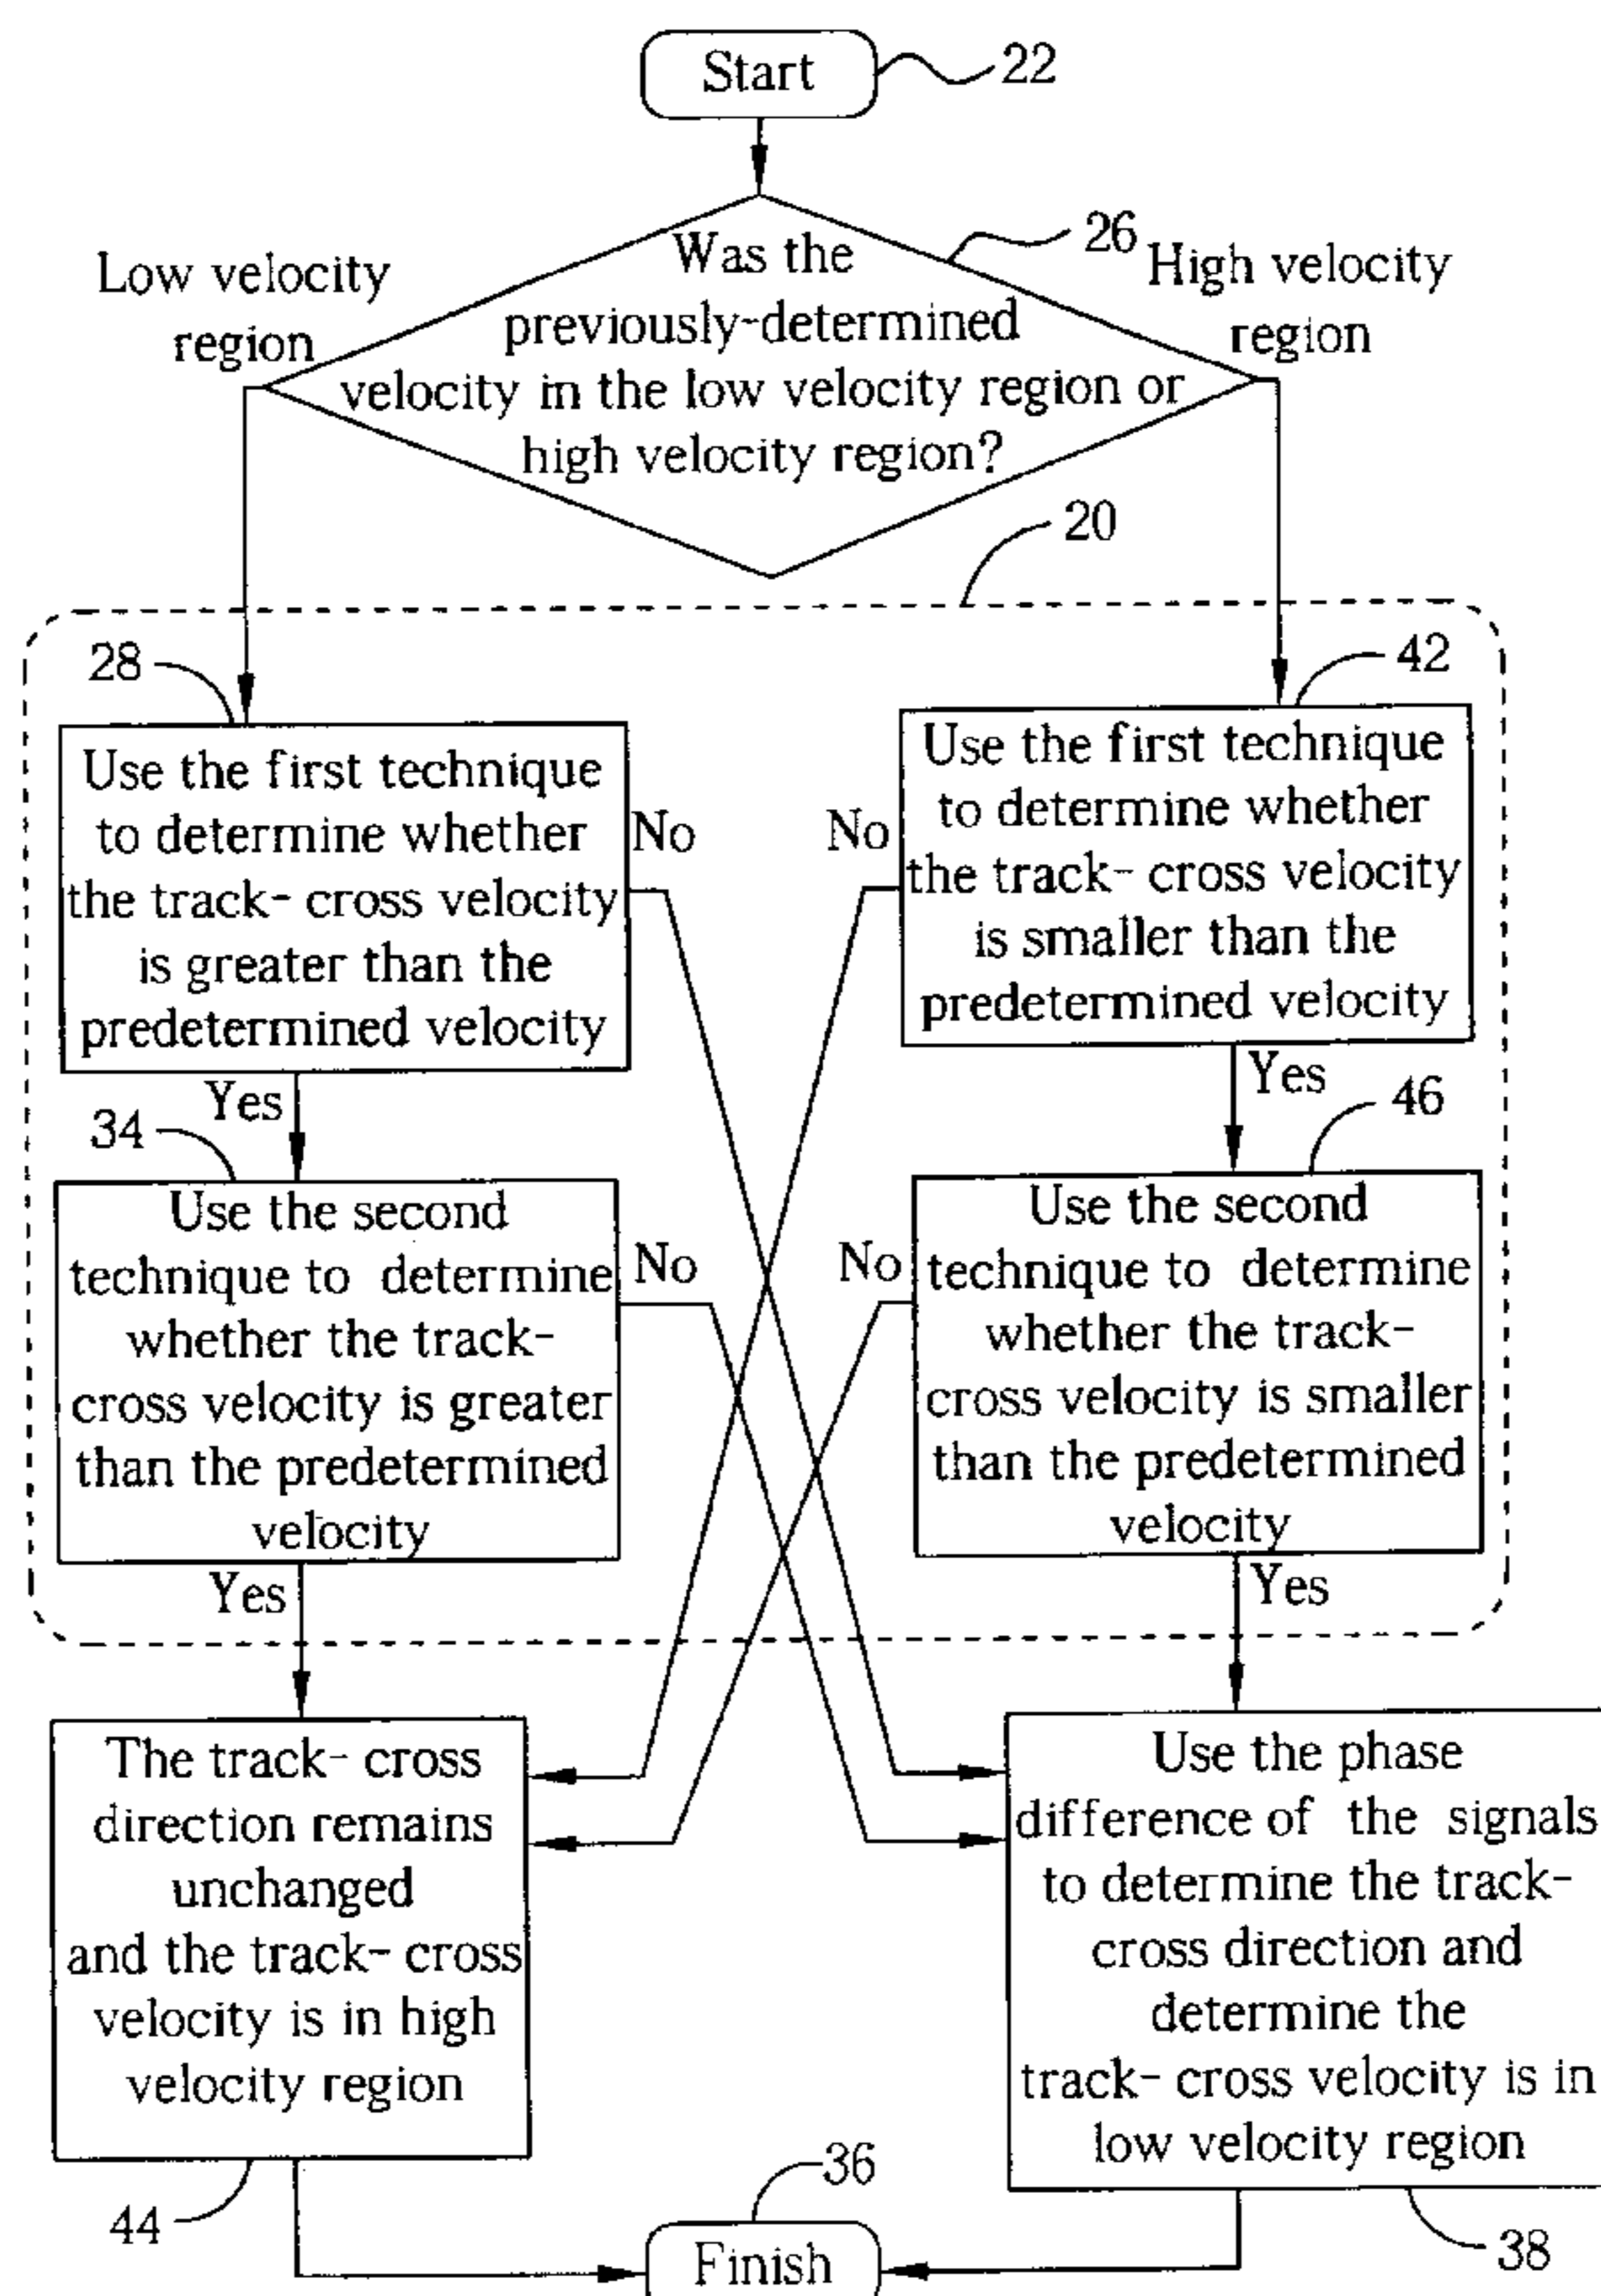 Start
22
26
Low velocity
region
High velocity
region
Was the
previously-determined
velocity in the low velocity region or
high velocity region?
20
28
42
Use the first technique
to determine whether
the track- cross velocity
is greater than the
predetermined velocity
No
No
Use the first technique
to determine whether
the track- cross velocity
is smaller than the
predetermined velocity
Yes
Yes
34
46
Use the second
technique to determine
whether the track-
cross velocity is greater
than the predetermined
velocity
No
No
Use the second
technique to determine
whether the track-
cross velocity is smaller
than the predetermined
velocity
Yes
Yes
The track- cross
direction remains
unchanged
and the track- cross
velocity is in high
velocity region
Use the phase
difference of the signals
to determine the track-
cross direction and
determine the
track- cross velocity is in
low velocity region
44
36
38
Finish